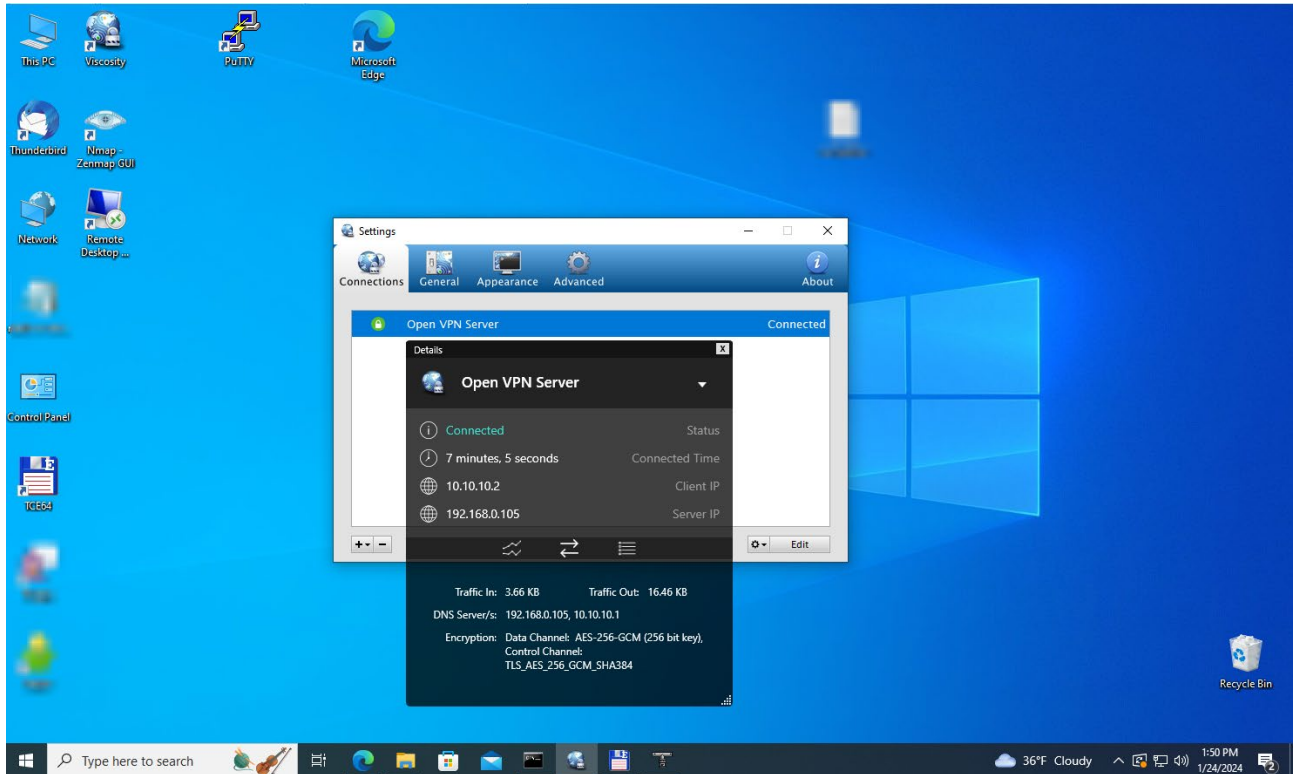 This PC
Viscosity
PuTTY
Microsoft
Edge
Thunderbird
Nmap -
Zenmap GUI
Network
Remote
Desktop ...
Control Panel
TCE64
Recycle Bin
Settings
Connections
General
Appearance
Advanced
About
Open VPN Server
Connected
Details
X
Open VPN Server
Connected
Status
7 minutes, 5 seconds
Connected Time
10.10.10.2
Client IP
192.168.0.105
Server IP
Edit
Traffic In: 3.66 KB
Traffic Out: 16.46 KB
DNS Server/s: 192.168.0.105, 10.10.10.1
Encryption: Data Channel: AES-256-GCM (256 bit key),
Control Channel:
TLS_AES_256_GCM_SHA384
Type here to search
36°F Cloudy
1:50 PM
1/24/2024
2